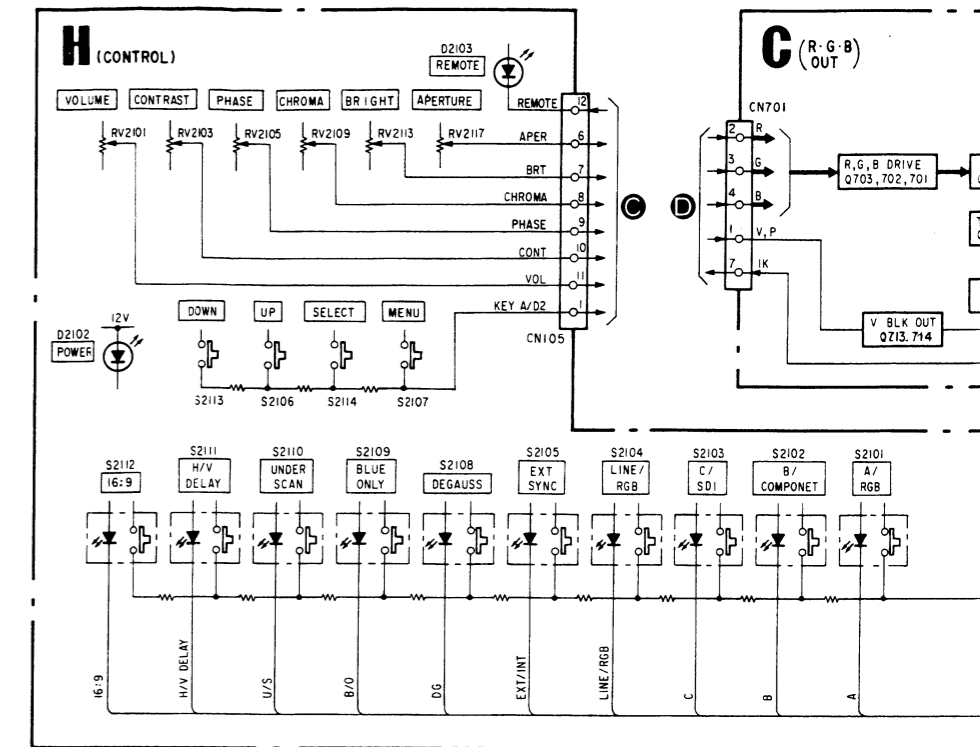 H (CONTROL)
D2103
REMOTE
VOLUME CONTRAST PHASE CHROMA BRIGHT APERTURE
RV2101 RV2103 RV2105 RV2109 RV2113 RV2117
REMOTE 12
APER 6
BRT 7
CHROMA 8
PHASE 9
CONT 10
VOL 11
KEY A/D2 1
CN105
C
12V
D2102
POWER
DOWN UP SELECT MENU
S2113 S2106 S2114 S2107
C (R·G·B) OUT
CN701
D
2 R
3 G
4 B
1 V,P
7 IK
R,G,B DRIVE
Q703,702,701
V BLK OUT
Q713.714
S2112
16:9
S2111
H/V
DELAY
S2110
UNDER
SCAN
S2109
BLUE
ONLY
S2108
DEGAUSS
S2105
EXT
SYNC
S2104
LINE/
RGB
S2103
C/
SDI
S2102
B/
COMPONET
S2101
A/
RGB
16:9
H/V DELAY
U/S
B/O
DG
EXT/INT
LINE/RGB
C
B
A